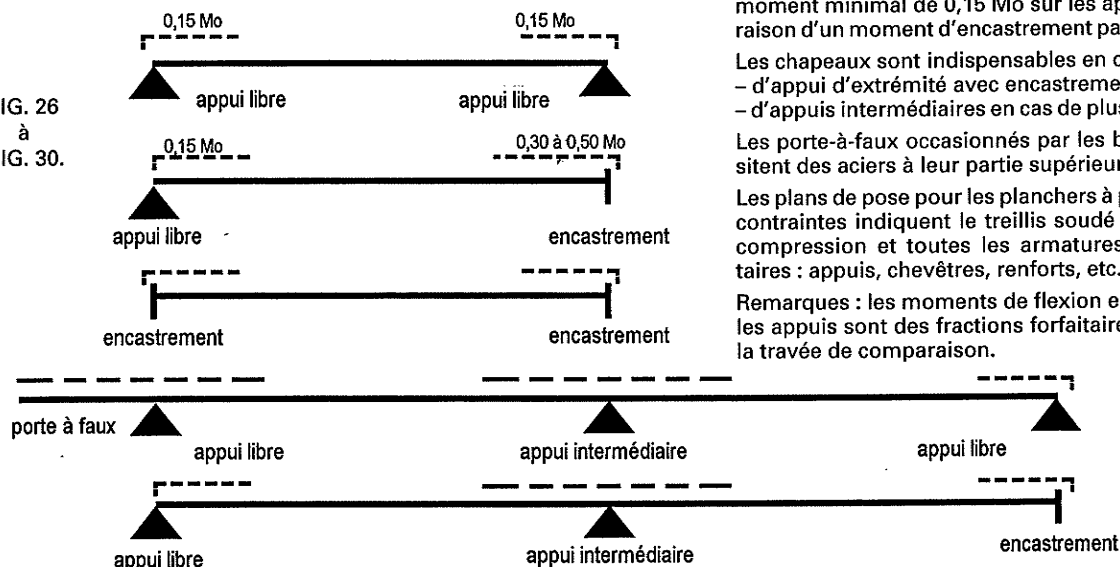 0,15 Mo
0,15 Mo
appui libre
appui libre
IG. 26
à
IG. 30.
0,15 Mo
0,30 à 0,50 Mo
appui libre
encastrement
encastrement
encastrement
moment minimal de 0,15 Mo sur les ap
raison d'un moment d'encastrement pa
Les chapeaux sont indispensables en c
– d'appui d'extrémité avec encastreme
– d'appuis intermédiaires en cas de plus
Les porte-à-faux occasionnés par les b
sitent des aciers à leur partie supérieur
Les plans de pose pour les planchers à p
contraintes indiquent le treillis soudé
compression et toutes les armatures
taires : appuis, chevêtres, renforts, etc.
Remarques : les moments de flexion e
les appuis sont des fractions forfaitaire
la travée de comparaison.
porte à faux
appui libre
appui intermédiaire
appui libre
appui libre
appui intermédiaire
encastrement